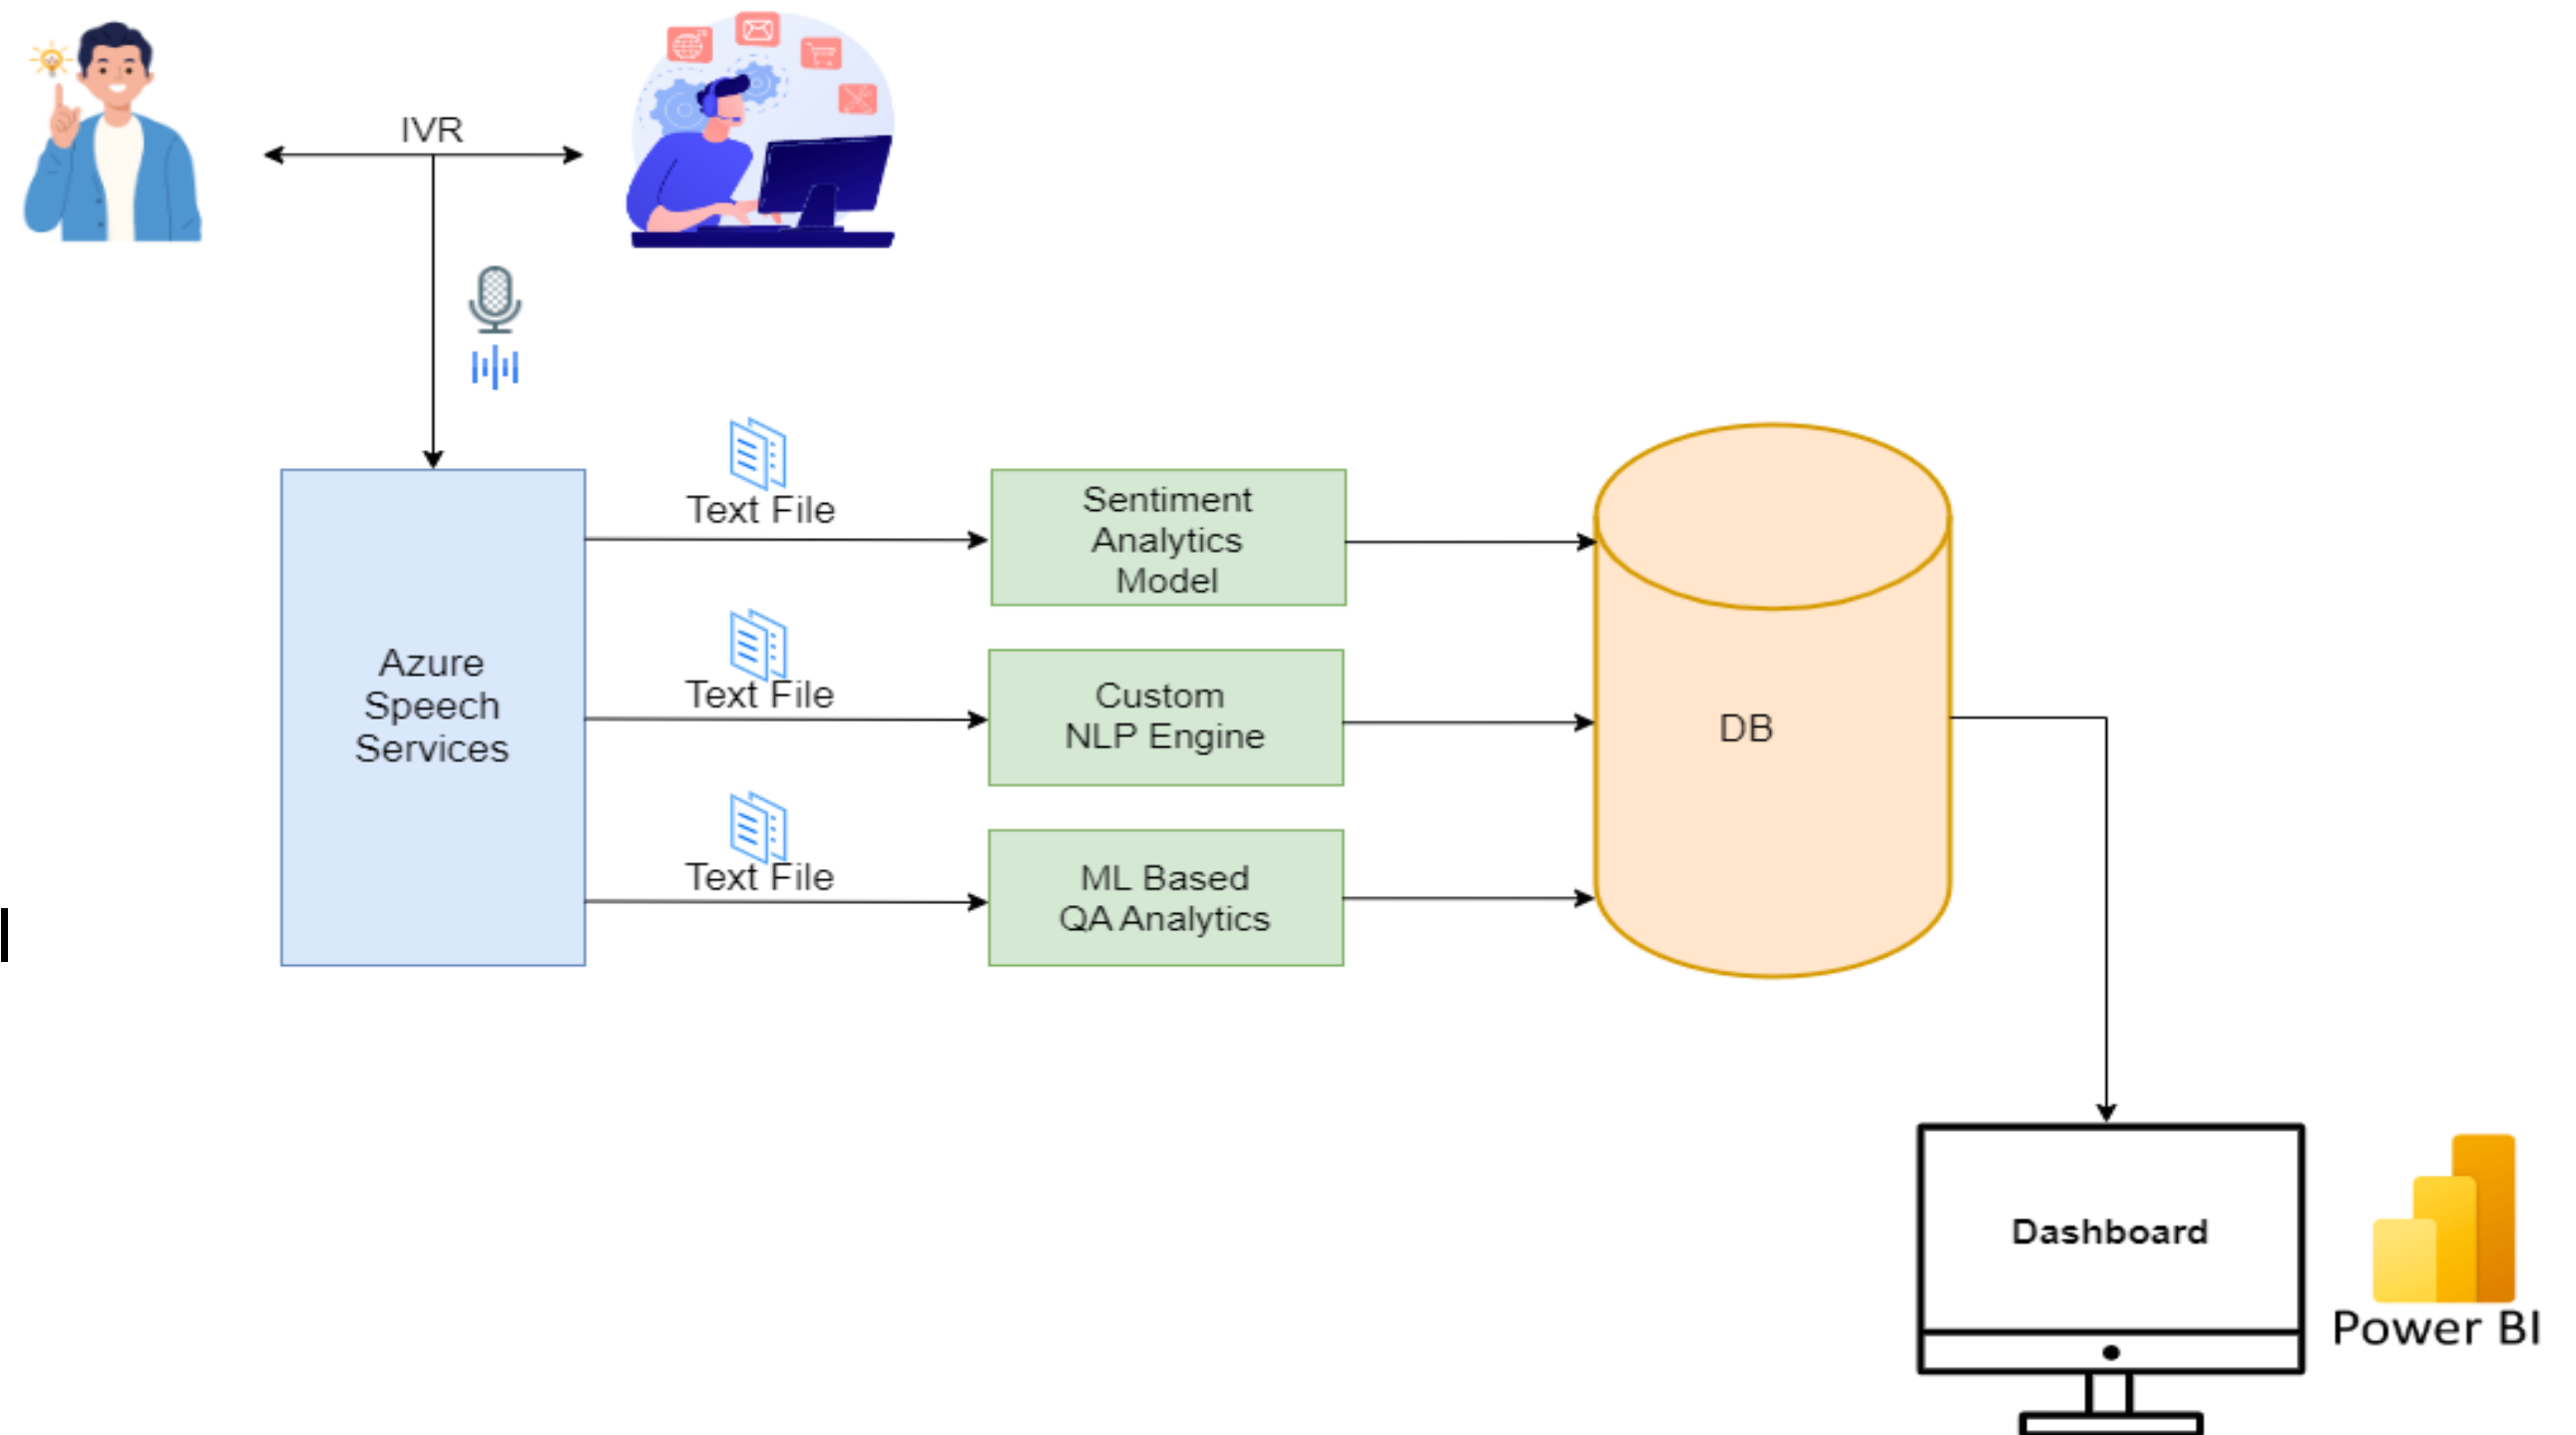 IVR
Text File
Sentiment
Analytics
Model
Text File
Azure
Speech
Services
Custom
NLP Engine
DB
Text File
ML Based
QA Analytics
Dashboard
Power BI